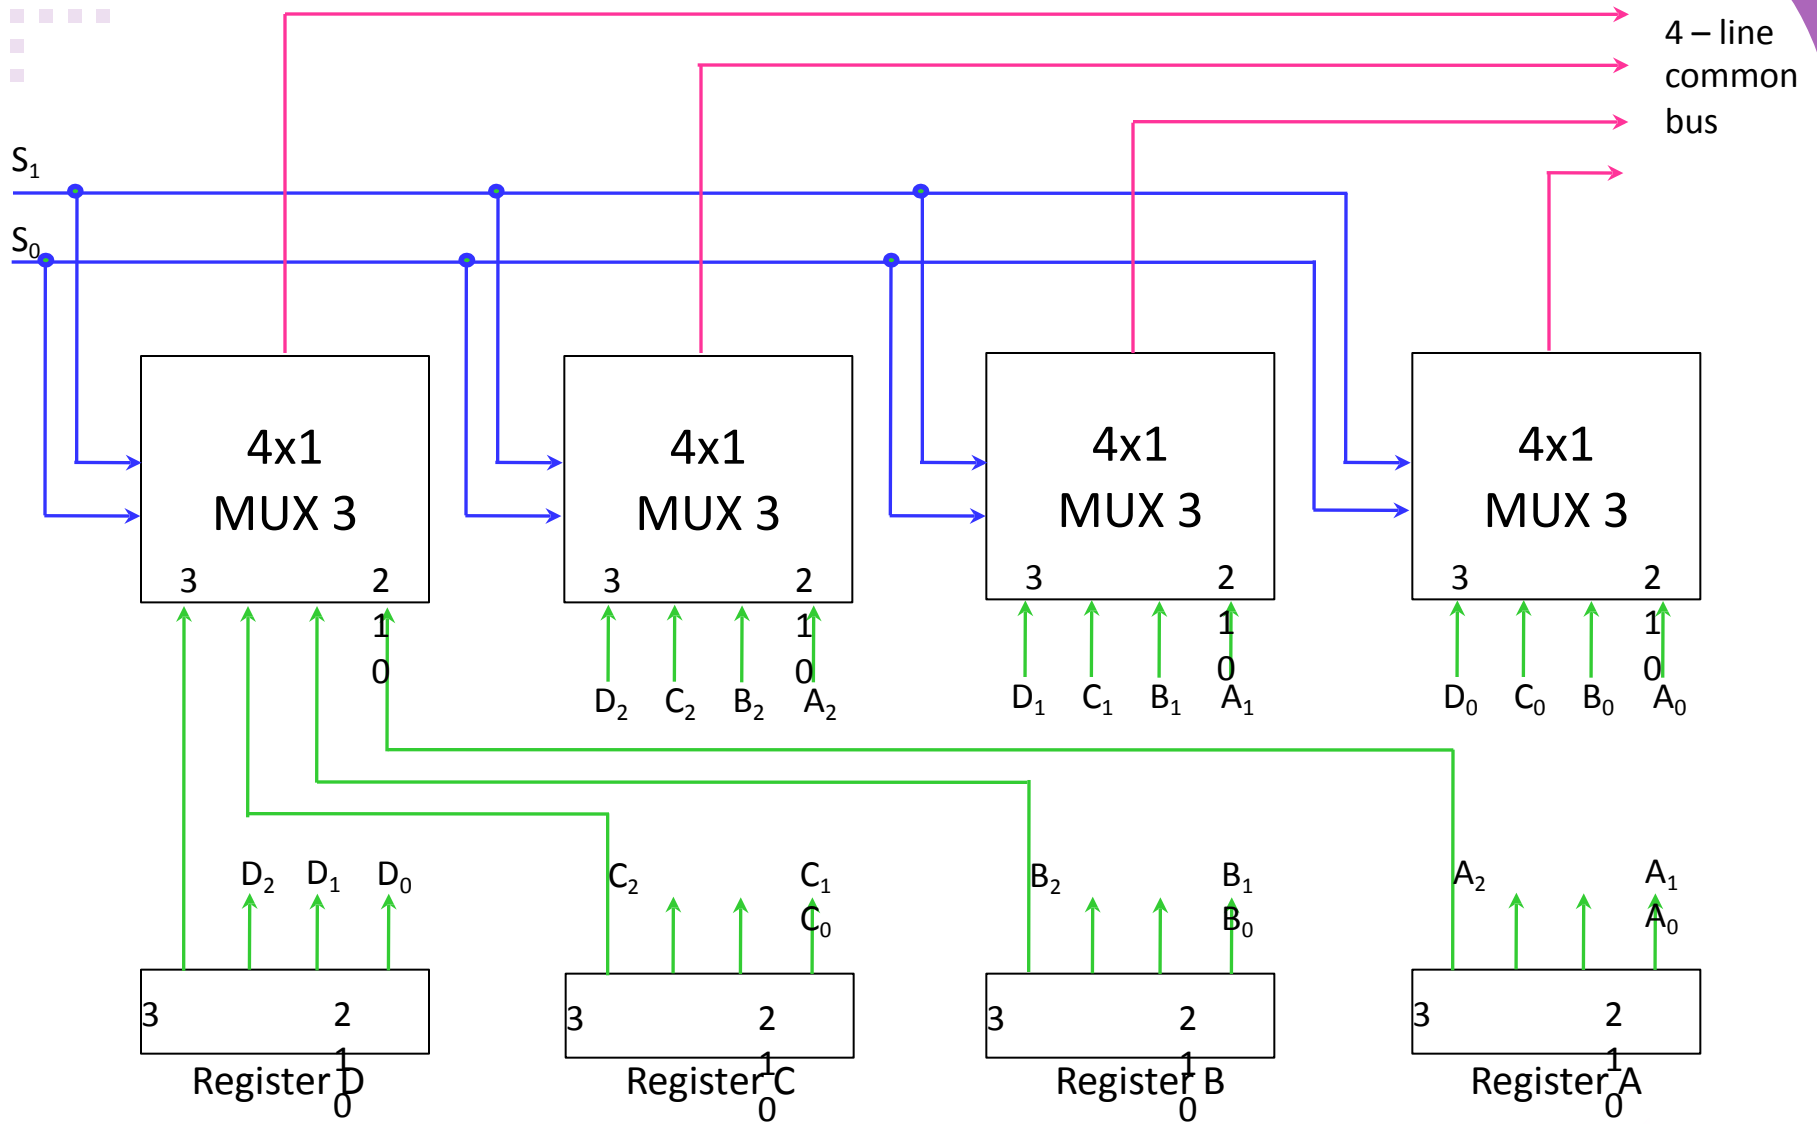 4 – line
common
bus
S₁
S₀
4x1
MUX 3
3 2
1
0
4x1
MUX 3
3 2
1
0
4x1
MUX 3
3 2
1
0
4x1
MUX 3
3 2
1
0
D₂ C₂ B₂ A₂
D₁ C₁ B₁ A₁
D₀ C₀ B₀ A₀
D₂ D₁ D₀
C₂ C₁
C₀
B₂ B₁
B₀
A₂ A₁
A₀
3 2
1
0
Register D
3 2
1
0
Register C
3 2
1
0
Register B
3 2
1
0
Register A